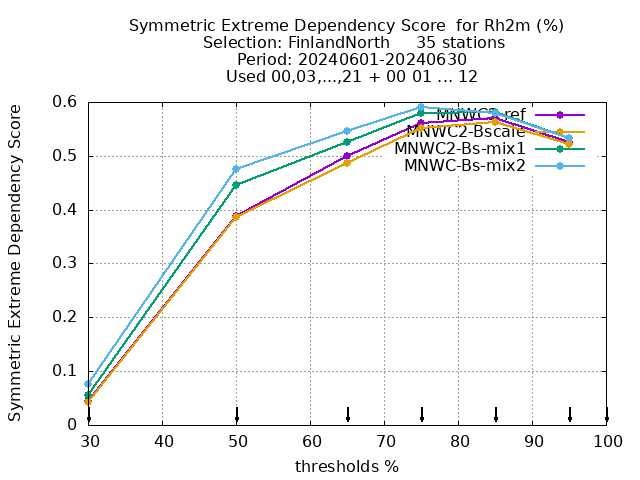 Symmetric Extreme Dependency Score  for Rh2m (%)
Selection: FinlandNorth     35 stations
Period: 20240601-20240630
Used 00,03,...,21 + 00 01 ... 12
Symmetric Extreme Dependency Score
0.6
0.5
0.4
0.3
0.2
0.1
0
MNWC2-ref
MNWC2-Bscale
MNWC2-Bs-mix1
MNWC-Bs-mix2
30 40 50 60 70 80 90 100
thresholds %